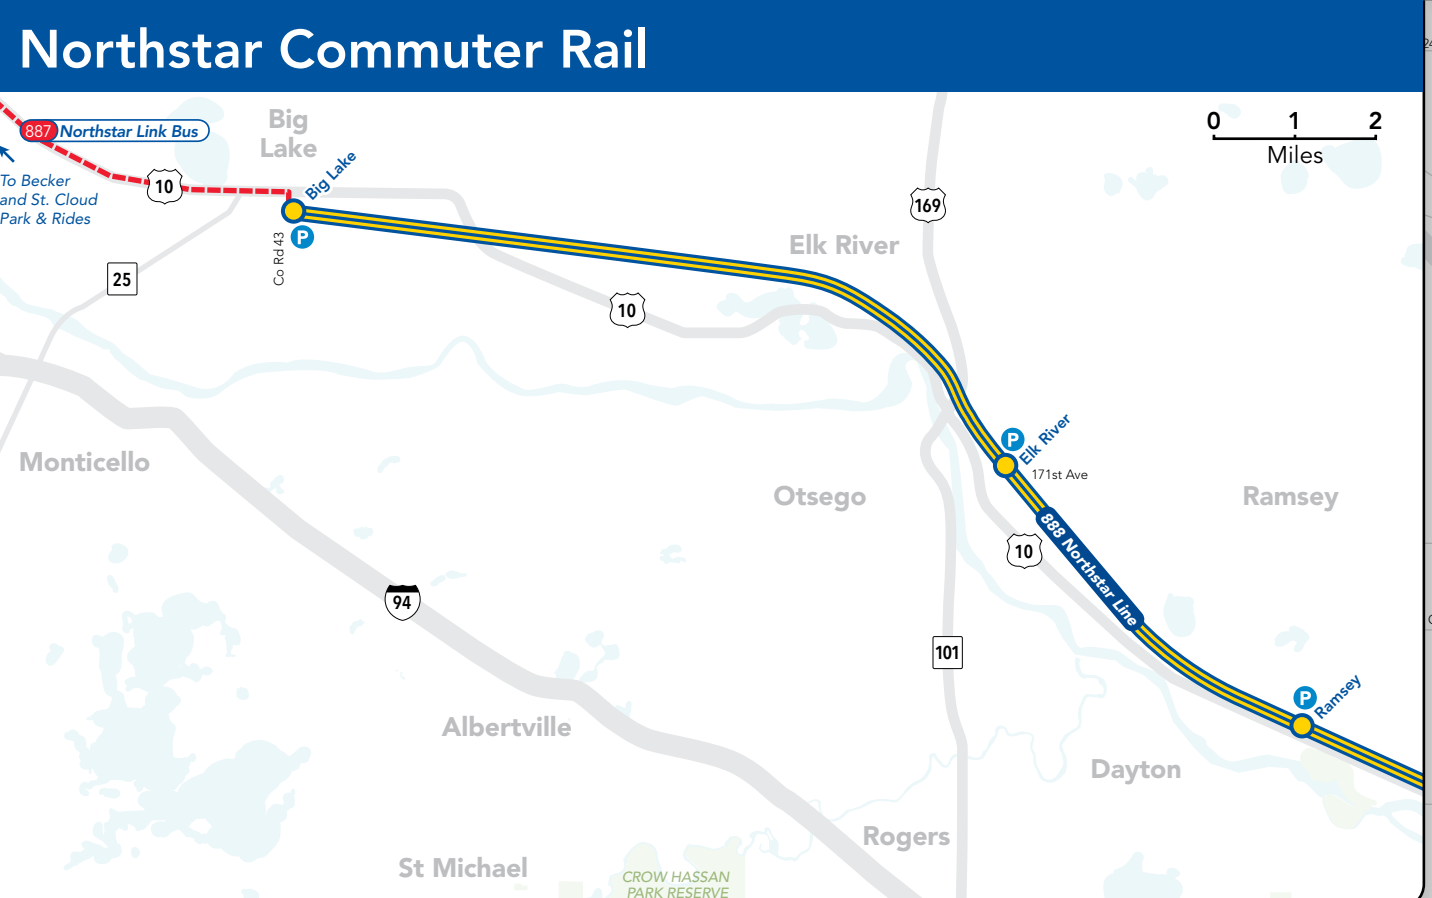 Northstar Commuter Rail
887 Northstar Link Bus
To Becker
and St. Cloud
Park & Rides
10
25
Big
Lake
Big Lake
P
Co Rd 43
0 1 2
Miles
169
Elk River
10
Monticello
Otsego
P
Elk River
171st Ave
Ramsey
888 Northstar Line
10
94
101
P
Ramsey
Albertville
Dayton
Rogers
St Michael
CROW HASSAN
PARK RESERVE